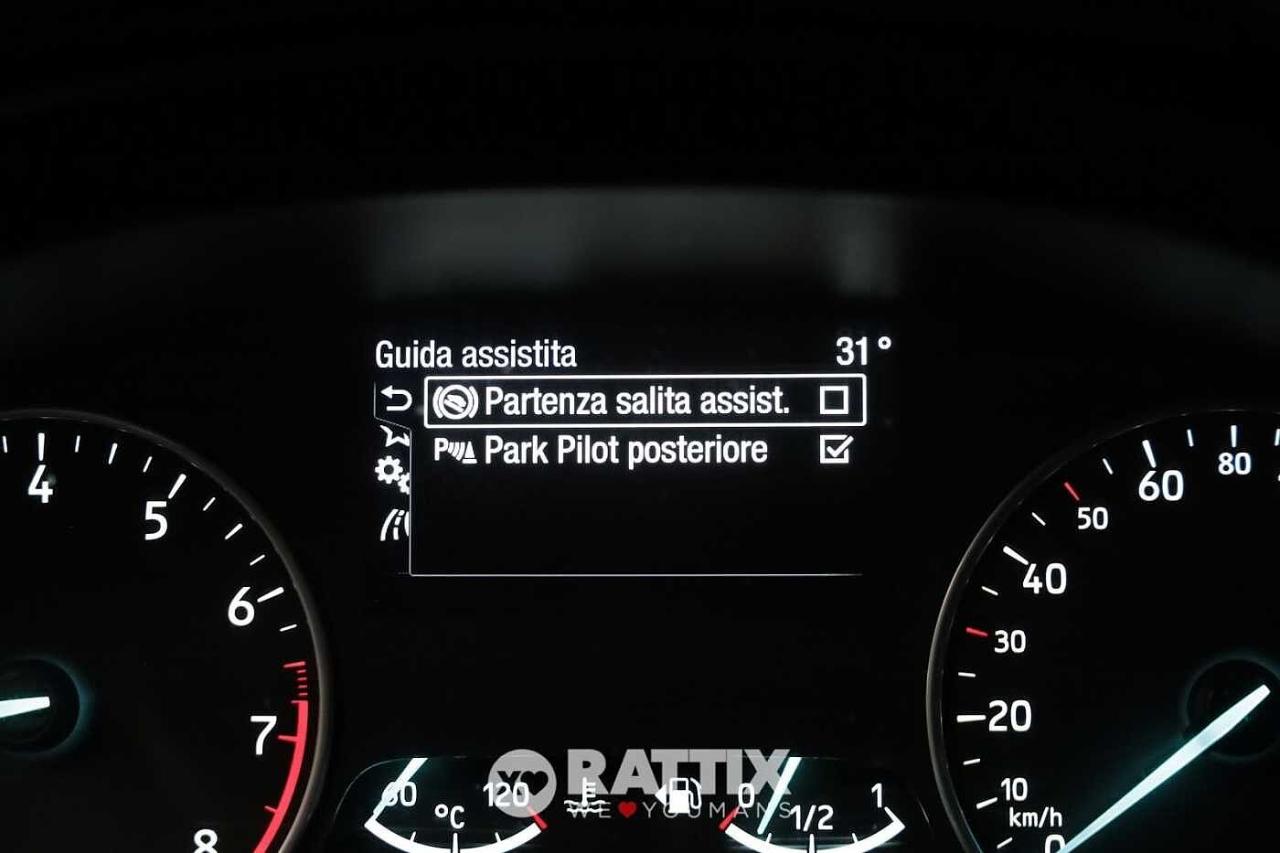 Guida assistita 31°
Partenza salita assist.
P Park Pilot posteriore
4
5
6
7
8
60 120
°C
0 1/2 1
80
60
50
40
30
20
10
km/h
0
YO RATTIX
WE YOUMANS